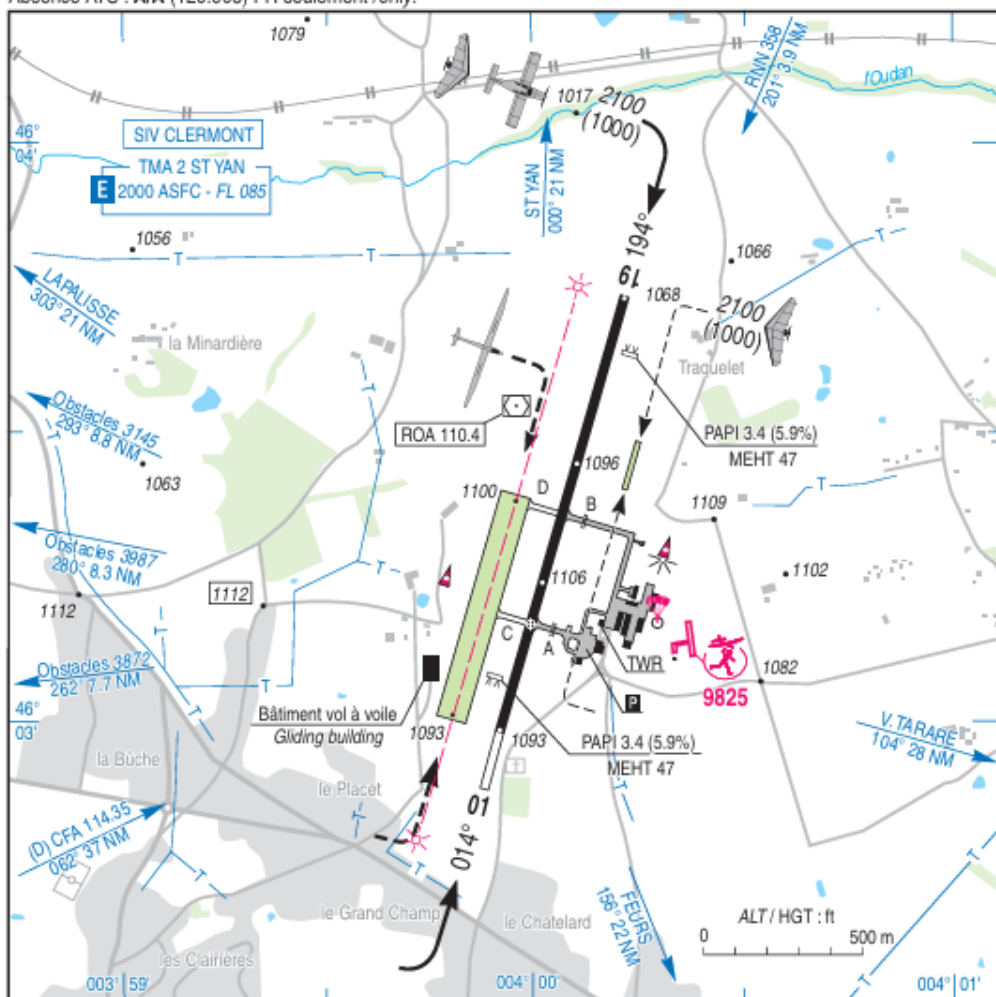 1079
RNN 358
201° 3.9 NM
l'Oudan
1017
2100
(1000)
46°
04'
SIV CLERMONT
TMA 2 ST YAN
E
2000 ASFC - FL 085
ST YAN
000° 21 NM
194°
19
1056
T
T
T
1066
LAPALISSE
303° 21 NM
1068
2100
(1000)
la Minardière
Traquelet
Obstacles 3145
293° 8.8 NM
ROA 110.4
PAPI 3.4 (5.9%)
MEHT 47
1063
1096
1100
D
B
T
T
1109
Obstacles 3987
280° 8.3 NM
1112
1112
1106
1102
C
A
TWR
Obstacles 3872
262° 7.7 NM
T
T
1082
9825
P
Bâtiment vol à voile
Gliding building
46°
03'
1093
1093
PAPI 3.4 (5.9%)
MEHT 47
V.TARARE
104° 28 NM
la Bûche
le Placet
01
014°
(D) CFA 114.35
062° 37 NM
T
T
T
T
T
le Grand Champ
le Chatelard
FEURS
156° 22 NM
ALT / HGT : ft
0
500 m
les Clairières
003° 59'
004° 00'
004° 01'
T